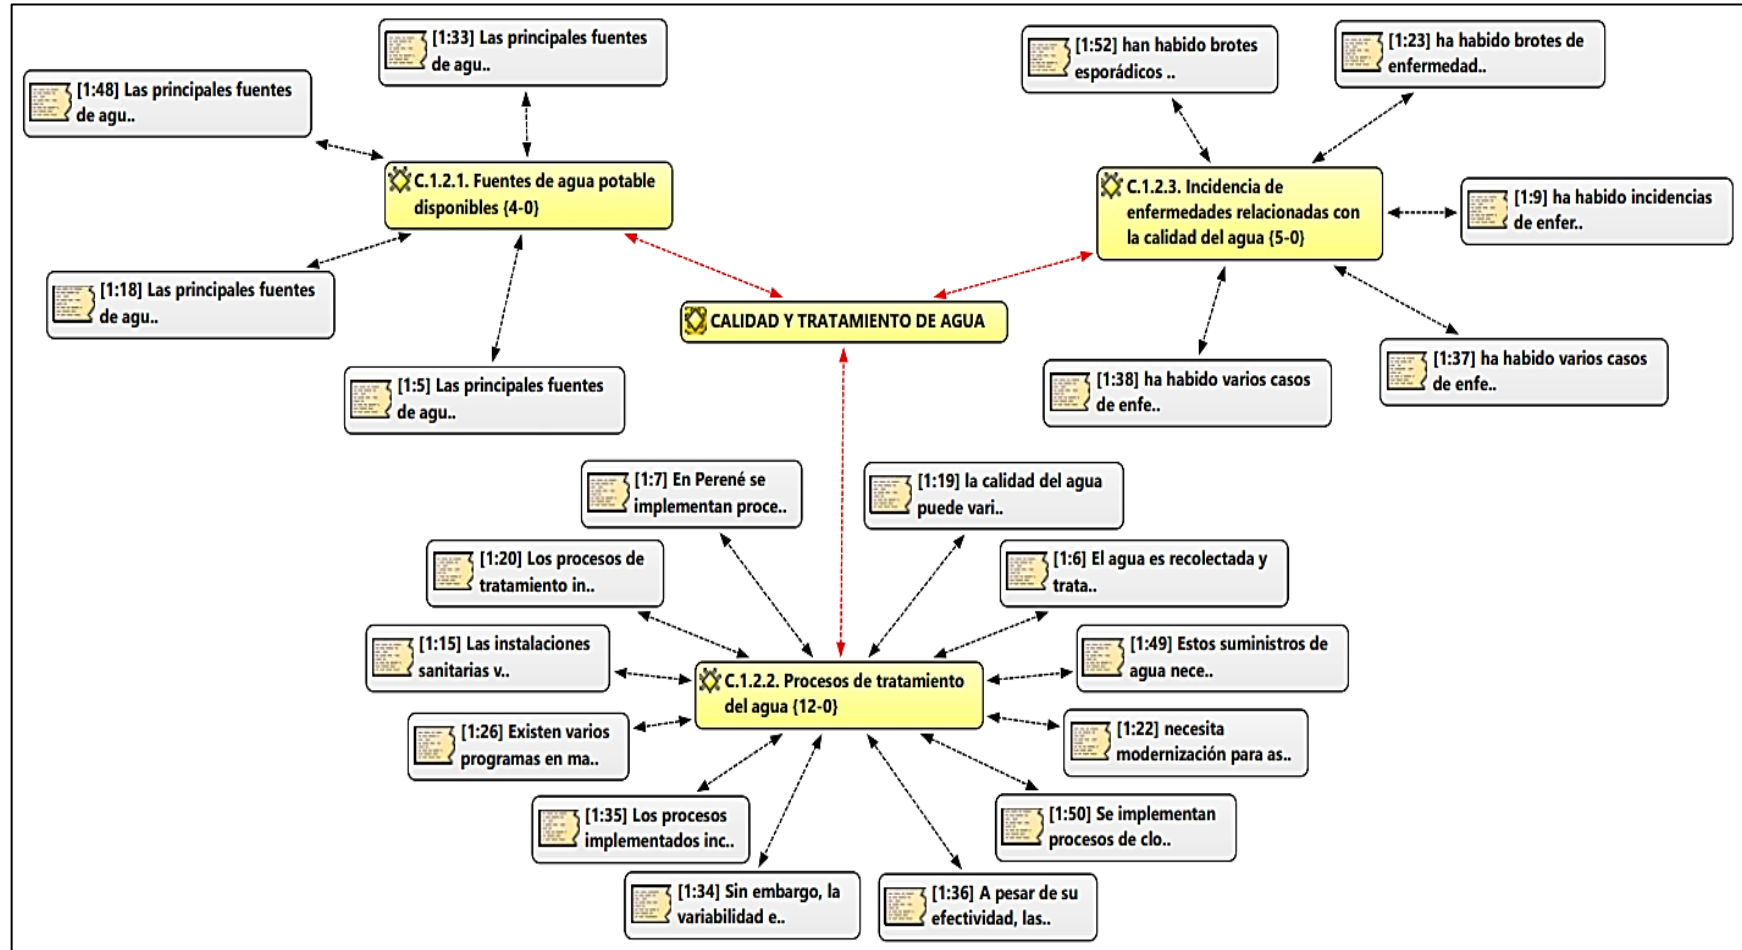 [1:33] Las principales fuentes
de agu..
[1:52] han habido brotes
esporádicos ..
[1:23] ha habido brotes de
enfermedad..
[1:48] Las principales fuentes
de agu..
C.1.2.1. Fuentes de agua potable
disponibles {4-0}
C.1.2.3. Incidencia de
enfermedades relacionadas con
la calidad del agua {5-0}
[1:9] ha habido incidencias
de enfer..
[1:18] Las principales fuentes
de agu..
CALIDAD Y TRATAMIENTO DE AGUA
[1:5] Las principales fuentes
de agu..
[1:38] ha habido varios casos
de enfe..
[1:37] ha habido varios casos
de enfe..
[1:7] En Perené se
implementan proce..
[1:19] la calidad del agua
puede vari..
[1:20] Los procesos de
tratamiento in..
[1:6] El agua es recolectada y
trata..
[1:15] Las instalaciones
sanitarias v..
[1:49] Estos suministros de
agua nece..
C.1.2.2. Procesos de tratamiento
del agua {12-0}
[1:26] Existen varios
programas en ma..
[1:22] necesita
modernización para as..
[1:35] Los procesos
implementados inc..
[1:50] Se implementan
procesos de clo..
[1:34] Sin embargo, la
variabilidad e..
[1:36] A pesar de su
efectividad, las..